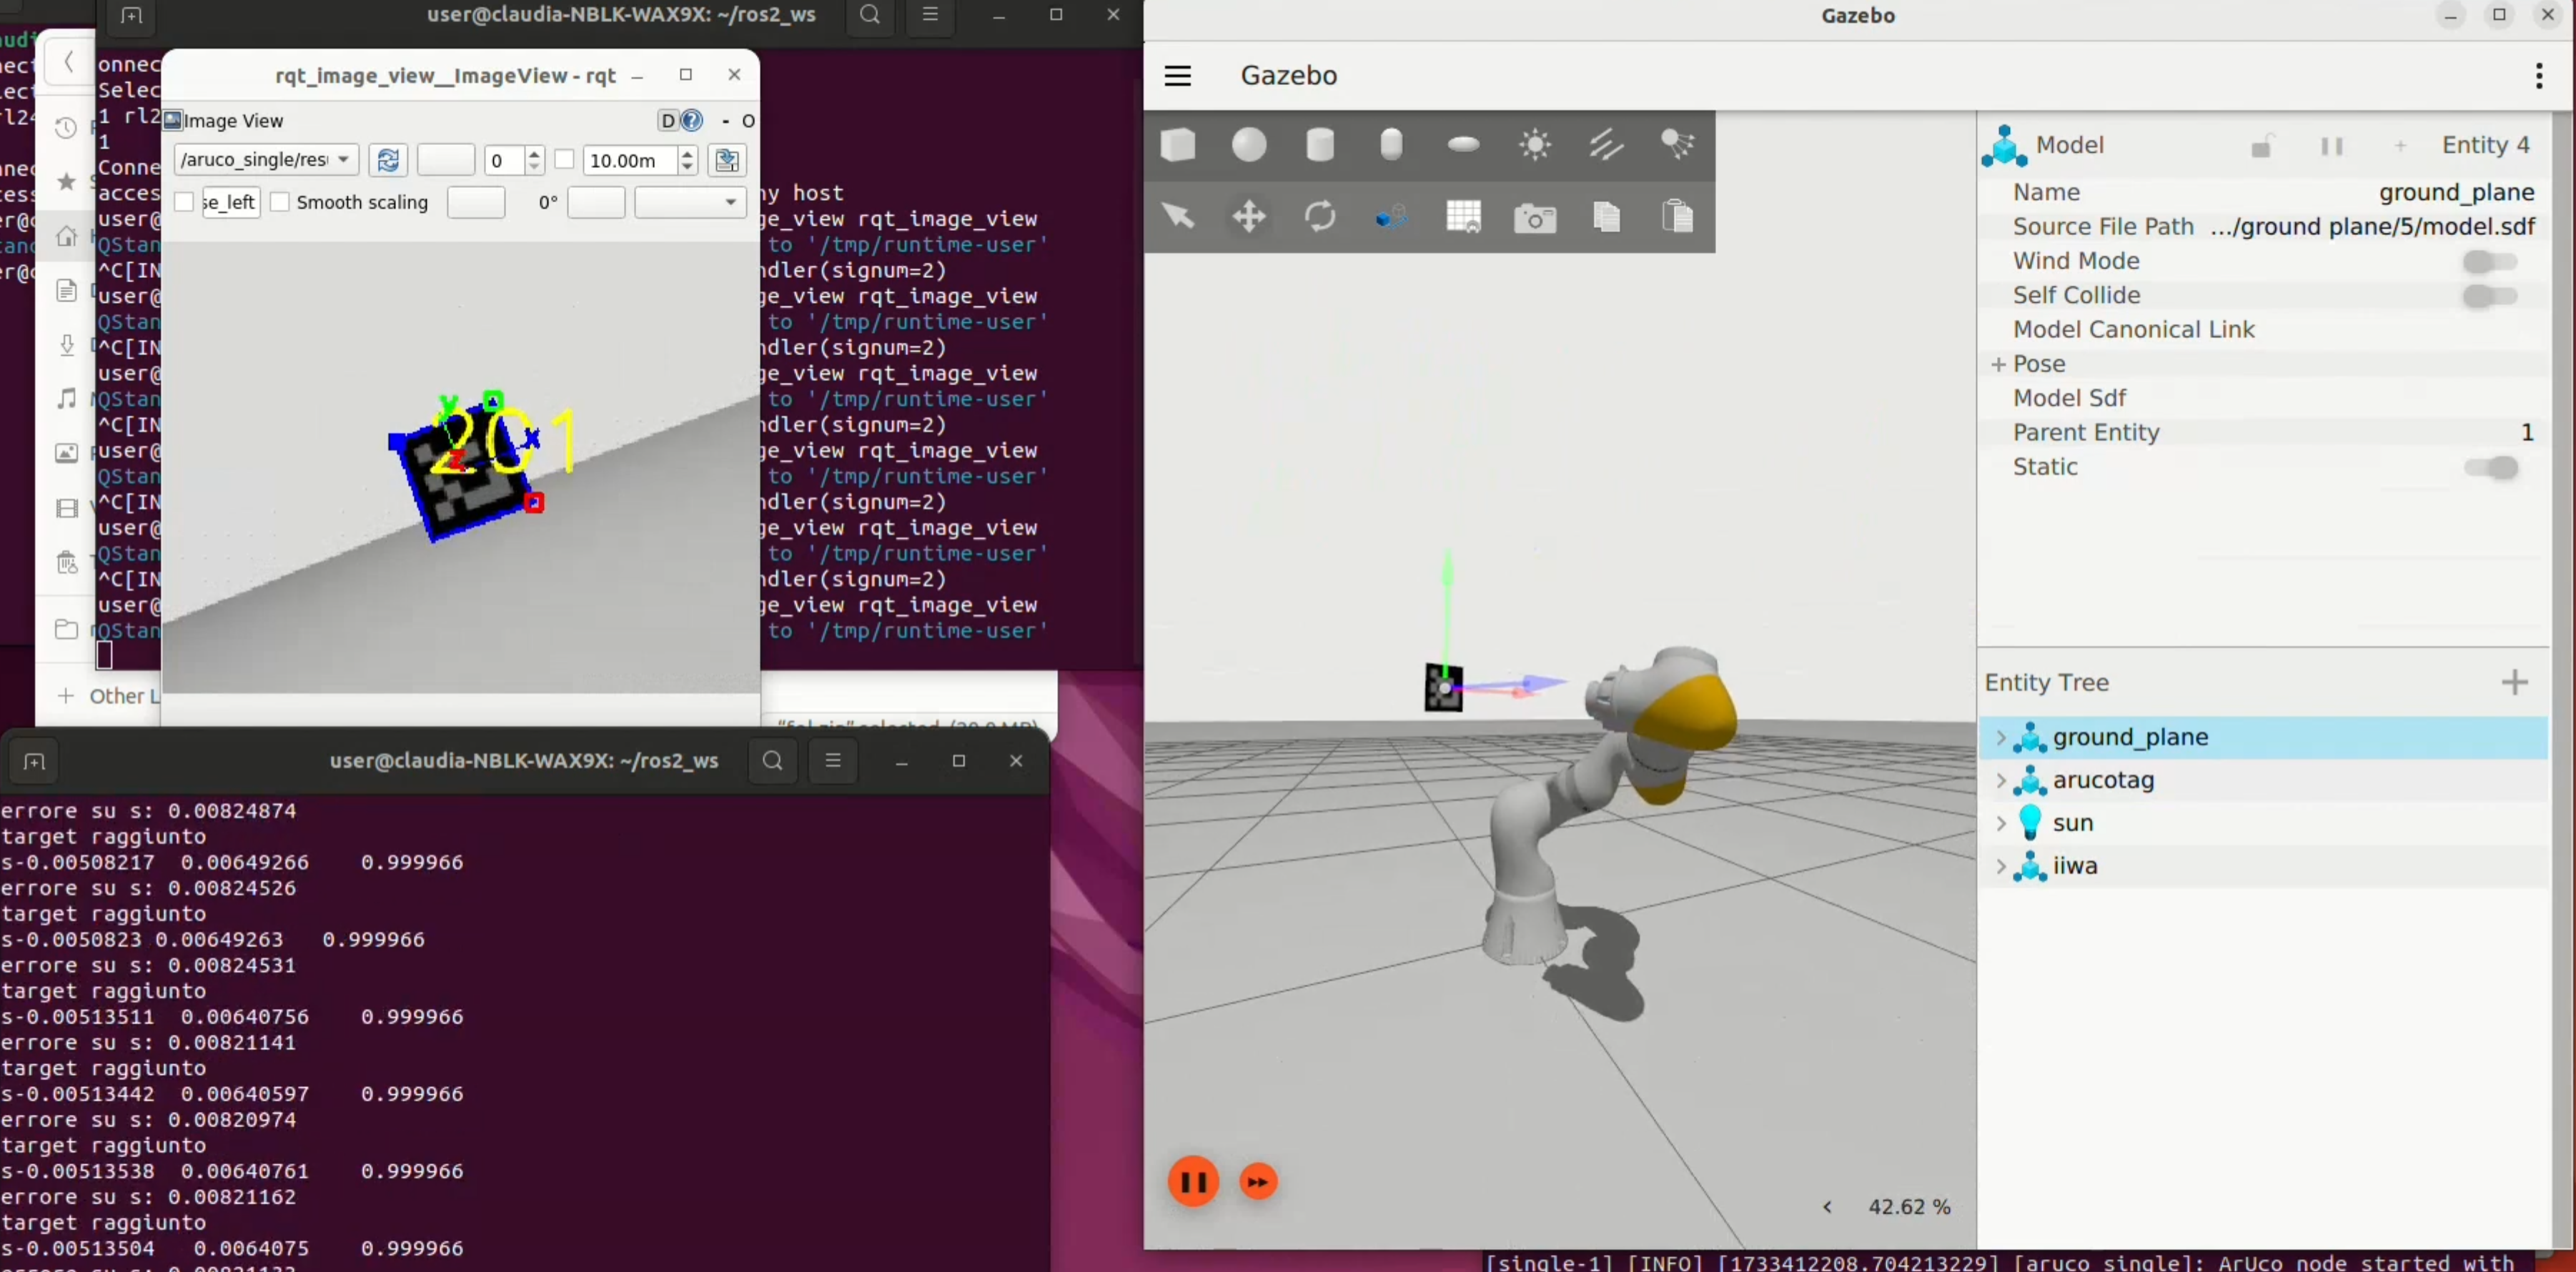 user@claudia-NBLK-WAX9X: ~/ros2_ws
onnec
Selec
1 rl2
1
Conne
acces
ny host
user@
ge_view rqt_image_view
QStan
to '/tmp/runtime-user'
^C[IN
ndler(signum=2)
user@
ge_view rqt_image_view
QStan
to '/tmp/runtime-user'
^C[IN
ndler(signum=2)
user@
ge_view rqt_image_view
QStan
to '/tmp/runtime-user'
^C[IN
ndler(signum=2)
user@
ge_view rqt_image_view
QStan
to '/tmp/runtime-user'
^C[IN
ndler(signum=2)
user@
ge_view rqt_image_view
QStan
to '/tmp/runtime-user'
^C[IN
ndler(signum=2)
user@
ge_view rqt_image_view
QStan
to '/tmp/runtime-user'
rqt_image_view__ImageView - rqt
Image View
D
- O
/aruco_single/res
0
10.00m
se_left
Smooth scaling
0°
y
201
x
z
Other L
user@claudia-NBLK-WAX9X: ~/ros2_ws
errore su s: 0.00824874
target raggiunto
s-0.00508217 0.00649266 0.999966
errore su s: 0.00824526
target raggiunto
s-0.0050823 0.00649263 0.999966
errore su s: 0.00824531
target raggiunto
s-0.00513511 0.00640756 0.999966
errore su s: 0.00821141
target raggiunto
s-0.00513442 0.00640597 0.999966
errore su s: 0.00820974
target raggiunto
s-0.00513538 0.00640761 0.999966
errore su s: 0.00821162
target raggiunto
s-0.00513504 0.0064075 0.999966
Gazebo
Gazebo
Model
Entity 4
Name ground_plane
Source File Path .../ground plane/5/model.sdf
Wind Mode
Self Collide
Model Canonical Link
+ Pose
Model Sdf
Parent Entity 1
Static
Entity Tree
ground_plane
arucotag
sun
iiwa
42.62 %
[single-1] [INFO] [1733412208.704213229] [aruco_single]: ArUco node started with